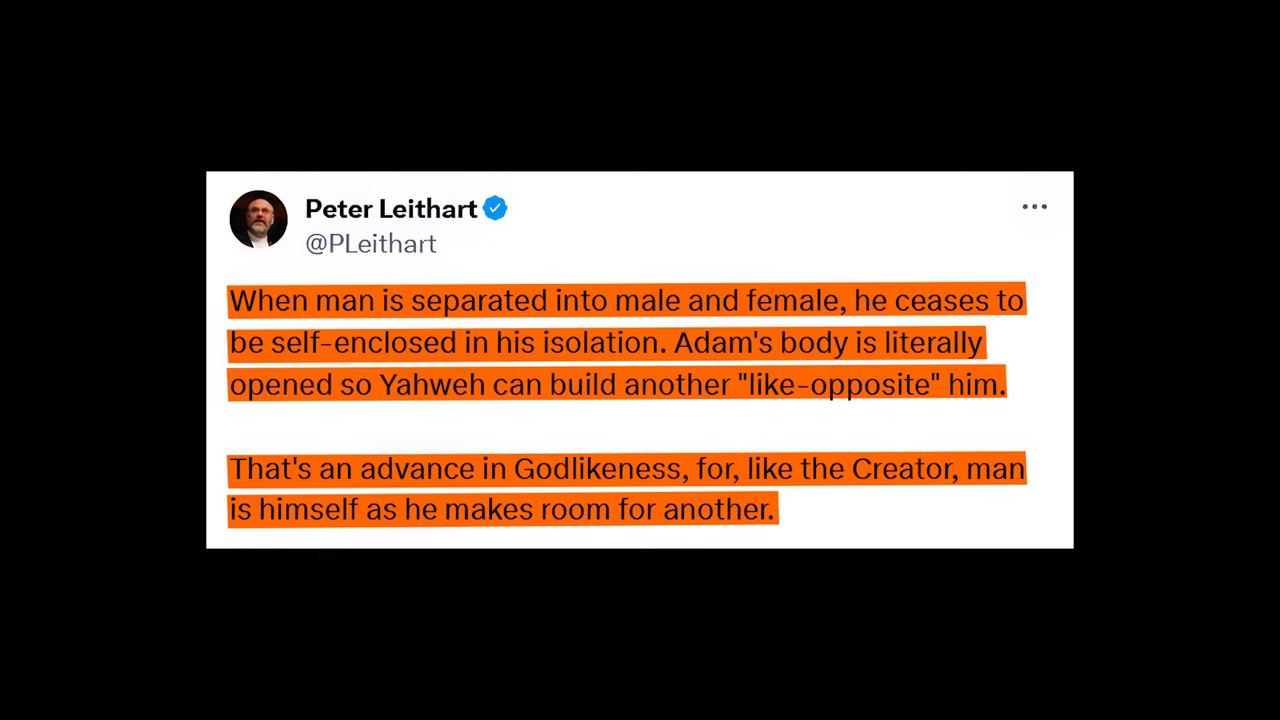 Peter Leithart
@PLeithart
When man is separated into male and female, he ceases to
be self-enclosed in his isolation. Adam's body is literally
opened so Yahweh can build another "like-opposite" him.
That's an advance in Godlikeness, for, like the Creator, man
is himself as he makes room for another.